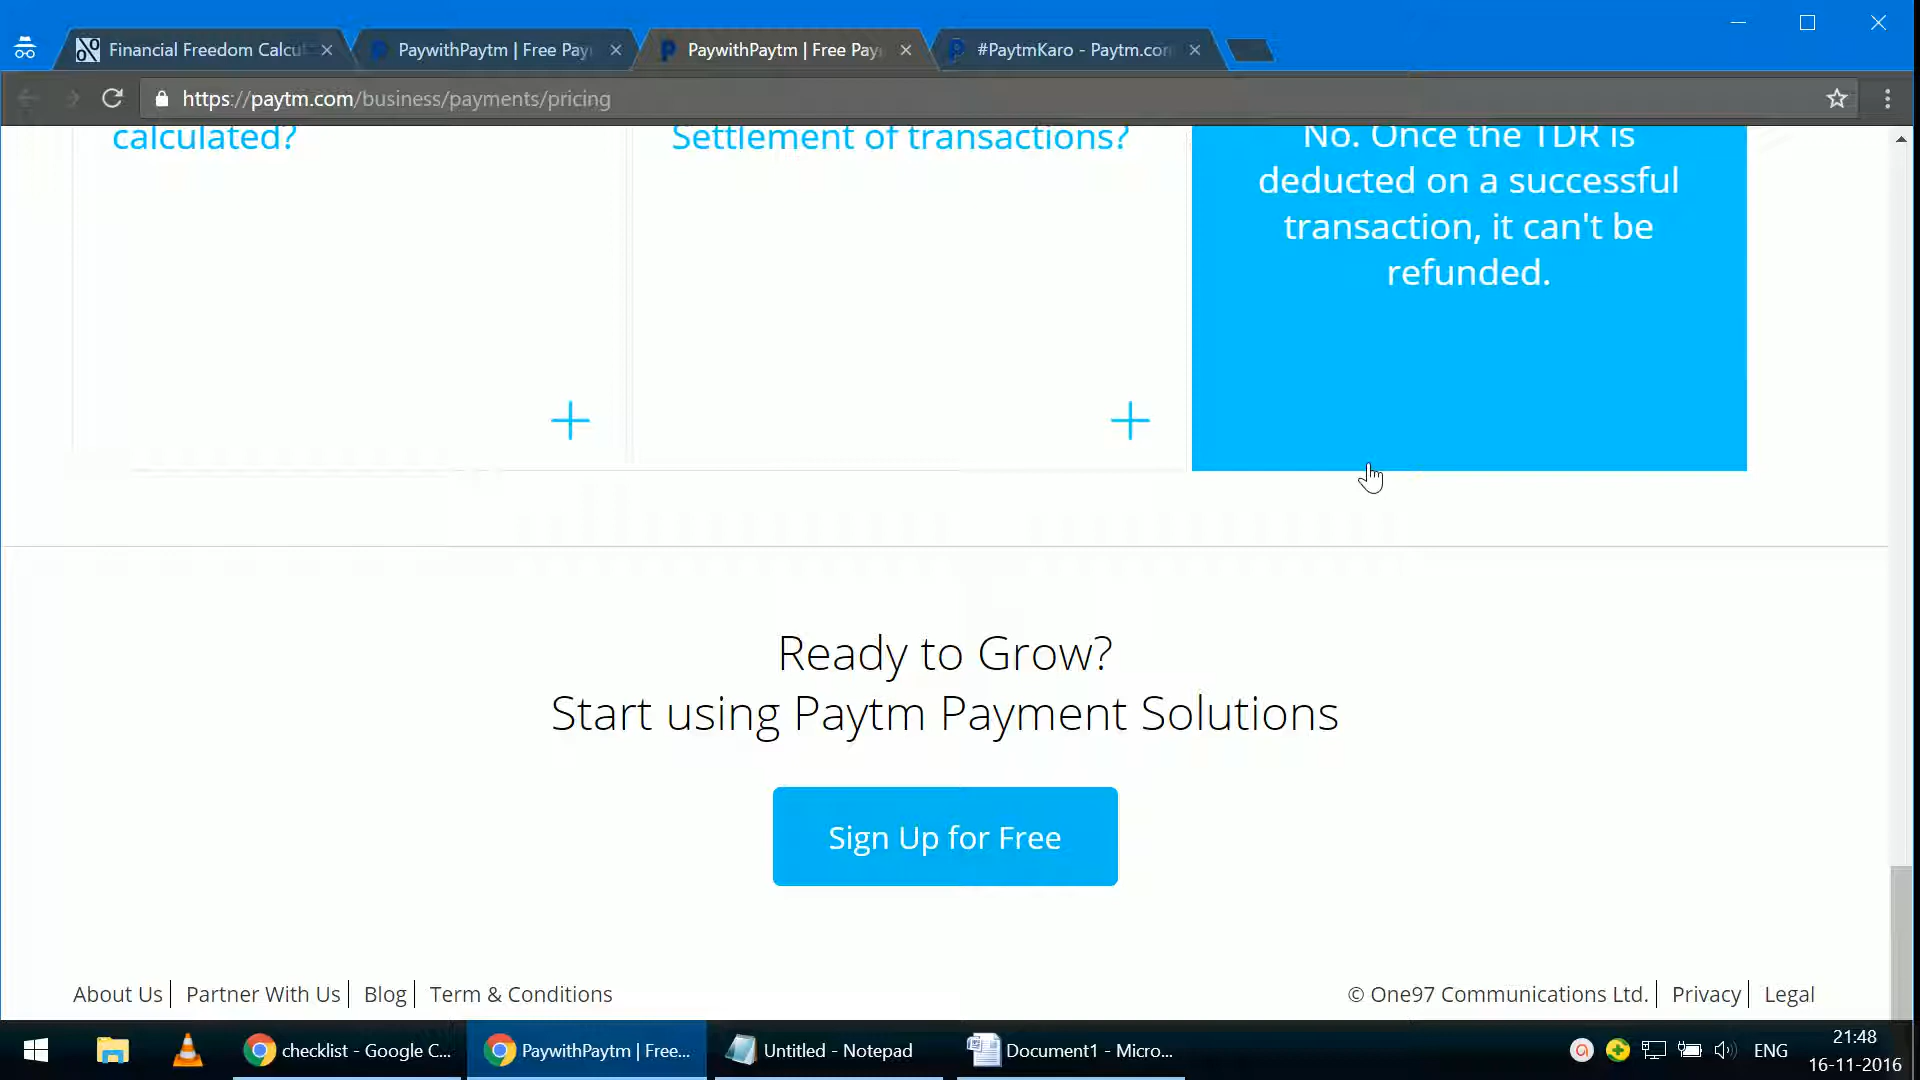 Financial Freedom Calcu
PaywithPaytm | Free Pay
PaywithPaytm | Free Pay
#PaytmKaro - Paytm.co
https://paytm.com/business/payments/pricing
calculated?
Settlement of transactions?
No. Once the TDR is
deducted on a successful
transaction, it can't be
refunded.
Ready to Grow?
Start using Paytm Payment Solutions
Sign Up for Free
About Us
Partner With Us
Blog
Term & Conditions
© One97 Communications Ltd.
Privacy
Legal
checklist - Google C...
PaywithPaytm | Free...
Untitled - Notepad
Document1 - Micro...
ENG
21:48
16-11-2016